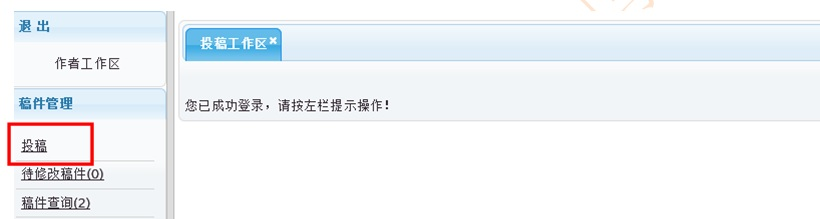 退 出
作者工作区
稿件管理
投稿
待修改稿件(0)
稿件查询(2)
投稿工作区×
您已成功登录，请按左栏提示操作！